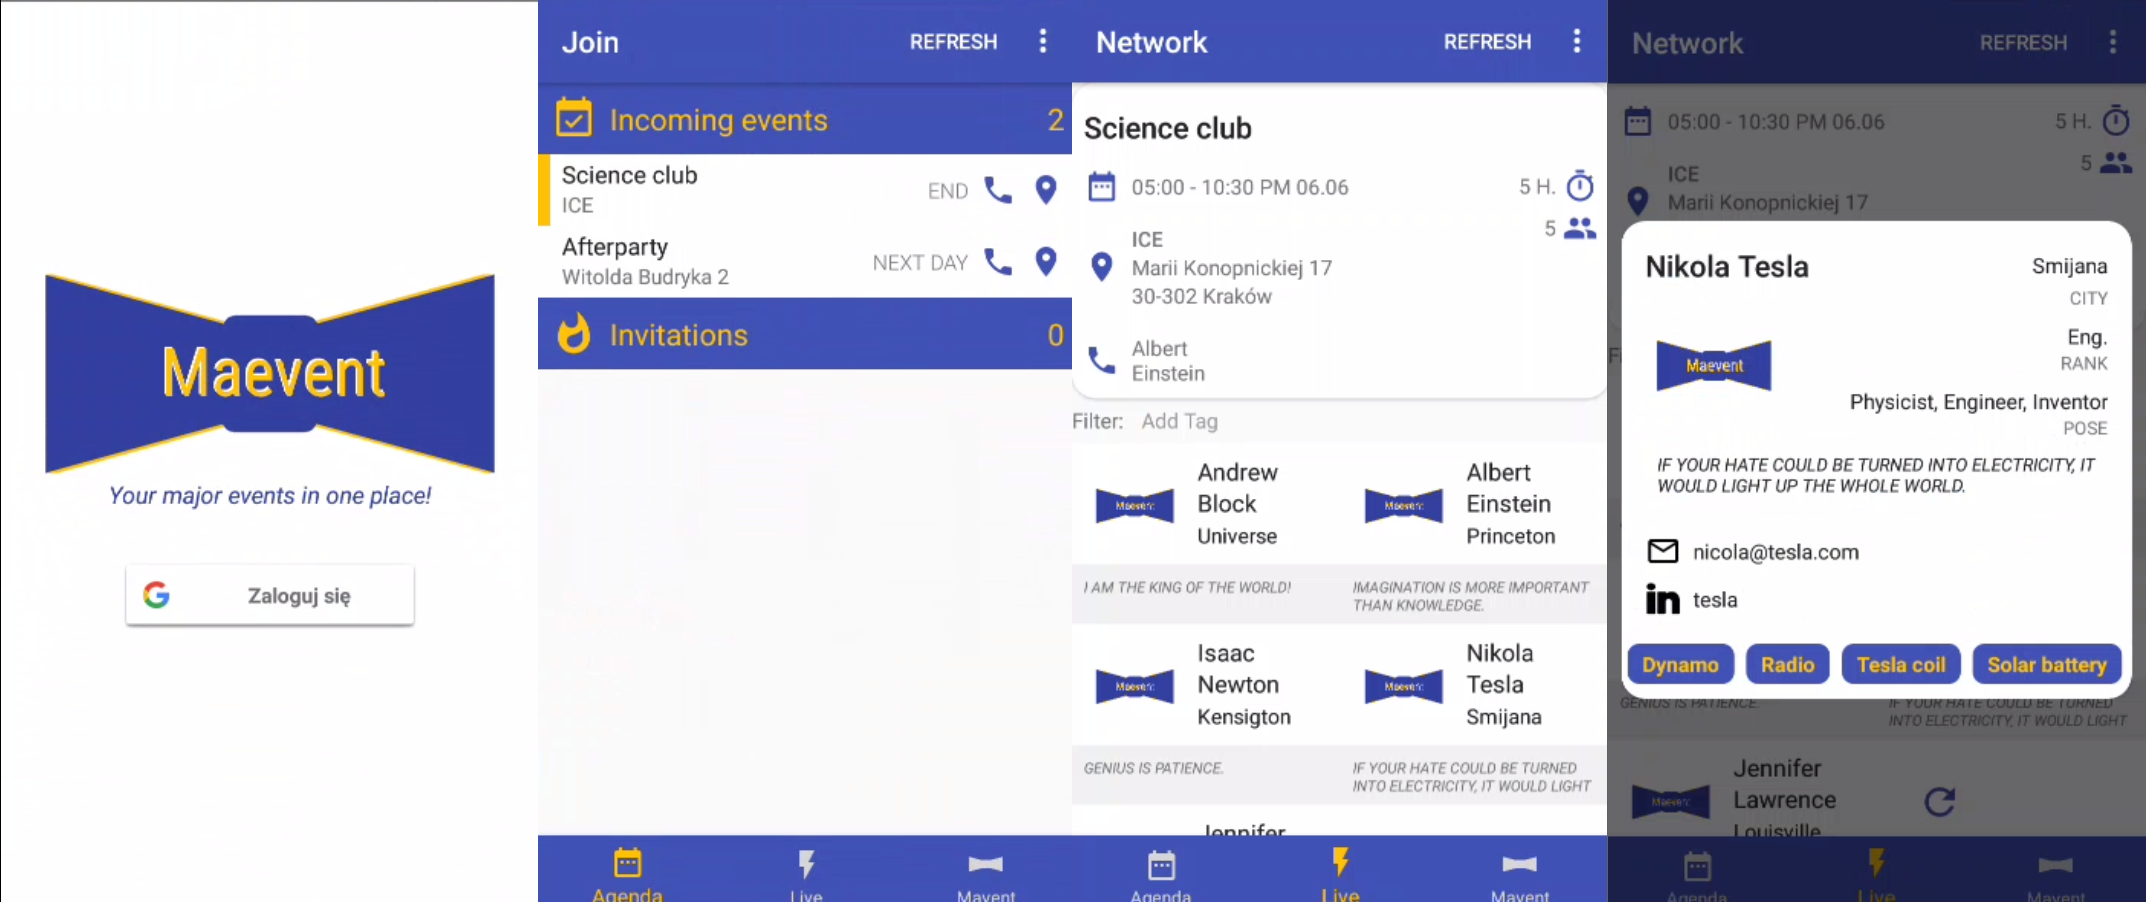 Maevent
Your major events in one place!
Zaloguj się
Join
REFRESH
Incoming events
2
Science club
ICE
END
Afterparty
Witolda Budryka 2
NEXT DAY
Invitations
0
Agenda
Live
Mavent
Network
REFRESH
Science club
05:00 - 10:30 PM 06.06
5 H.
5
ICE
Marii Konopnickiej 17
30-302 Kraków
Albert
Einstein
Filter:
Add Tag
Maevent
Andrew
Block
Universe
Maevent
Albert
Einstein
Princeton
I AM THE KING OF THE WORLD!
IMAGINATION IS MORE IMPORTANT
THAN KNOWLEDGE.
Maevent
Isaac
Newton
Kensigton
Maevent
Nikola
Tesla
Smijana
GENIUS IS PATIENCE.
IF YOUR HATE COULD BE TURNED
INTO ELECTRICITY, IT WOULD LIGHT
Jennifer
Agenda
Live
Mavent
Network
REFRESH
05:00 - 10:30 PM 06.06
5 H.
5
ICE
Marii Konopnickiej 17
Nikola Tesla
Smijana
CITY
Eng.
RANK
Maevent
Physicist, Engineer, Inventor
POSE
IF YOUR HATE COULD BE TURNED INTO ELECTRICITY, IT
WOULD LIGHT UP THE WHOLE WORLD.
nicola@tesla.com
tesla
Dynamo
Radio
Tesla coil
Solar battery
GENIUS IS PATIENCE.
IF YOUR HATE COULD BE TURNED
INTO ELECTRICITY, IT WOULD LIGHT
Maevent
Jennifer
Lawrence
Louisville
Agenda
Live
Mavent